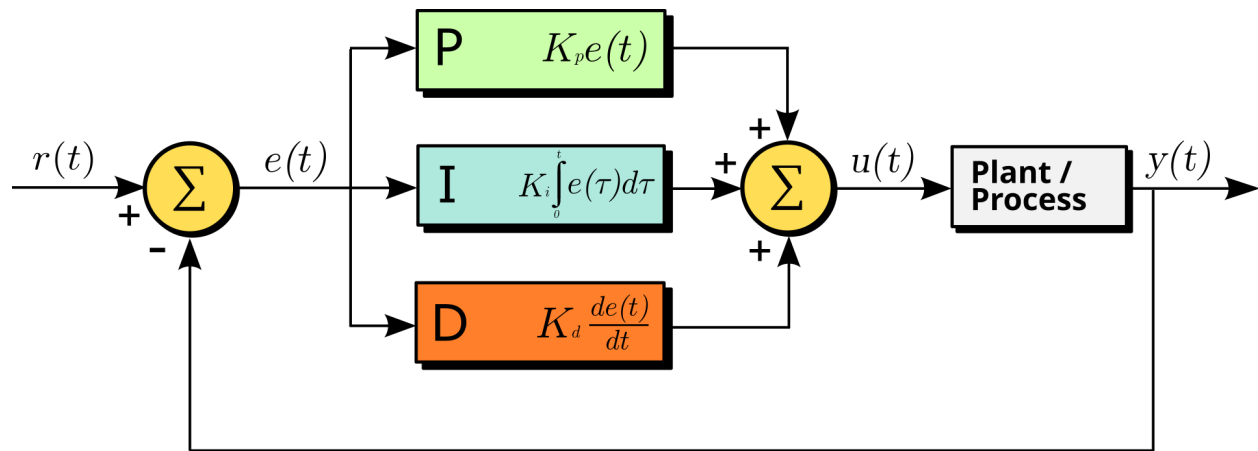 P K_p e(t)
+
r(t) Σ e(t) I K_i ∫_0^t e(τ)dτ + Σ u(t) Plant /
Process y(t)
+
-
+
D K_d de(t)/dt